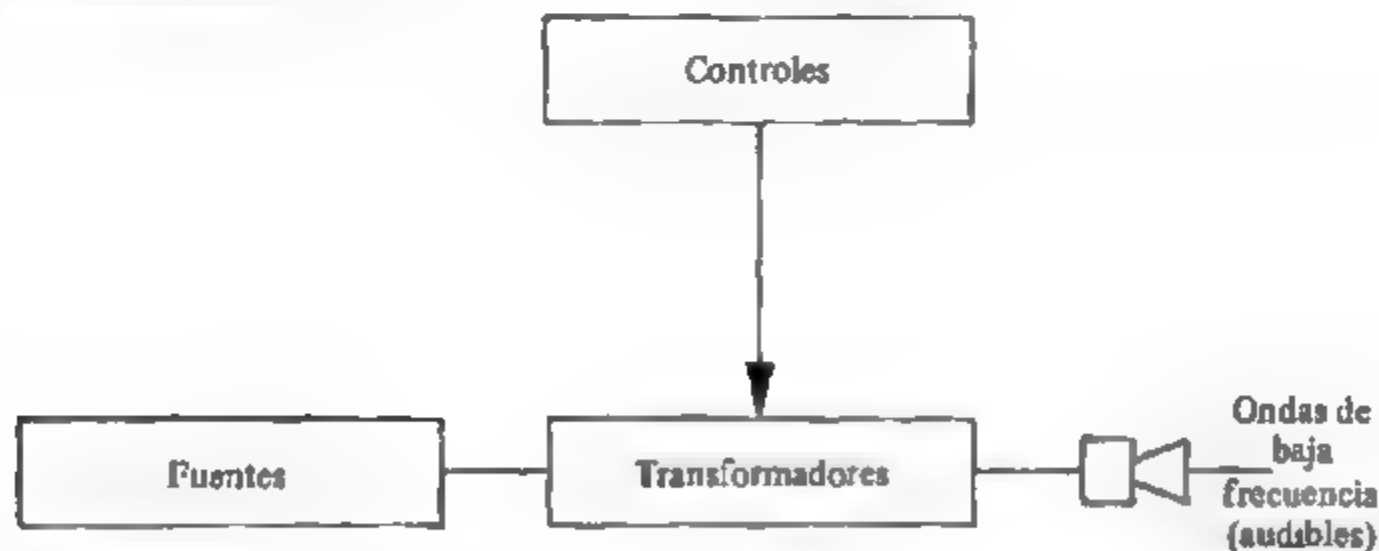 Controles
Fuentes
Transformadores
Ondas de
baja
frecuencia
(audibles)